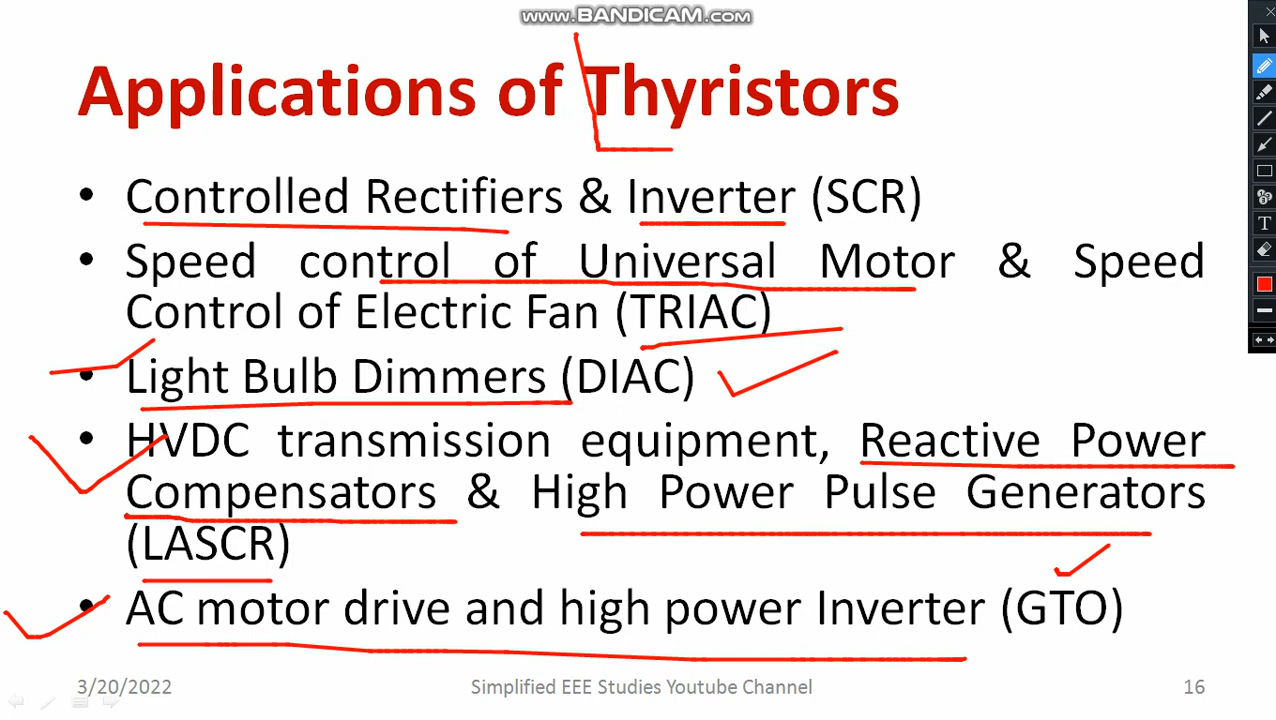 www.BANDICAM.com
Applications of Thyristors
• Controlled Rectifiers & Inverter (SCR)
• Speed control of Universal Motor & Speed
Control of Electric Fan (TRIAC)
• Light Bulb Dimmers (DIAC)
• HVDC transmission equipment, Reactive Power
Compensators & High Power Pulse Generators
(LASCR)
• AC motor drive and high power Inverter (GTO)
3/20/2022 Simplified EEE Studies Youtube Channel 16
T